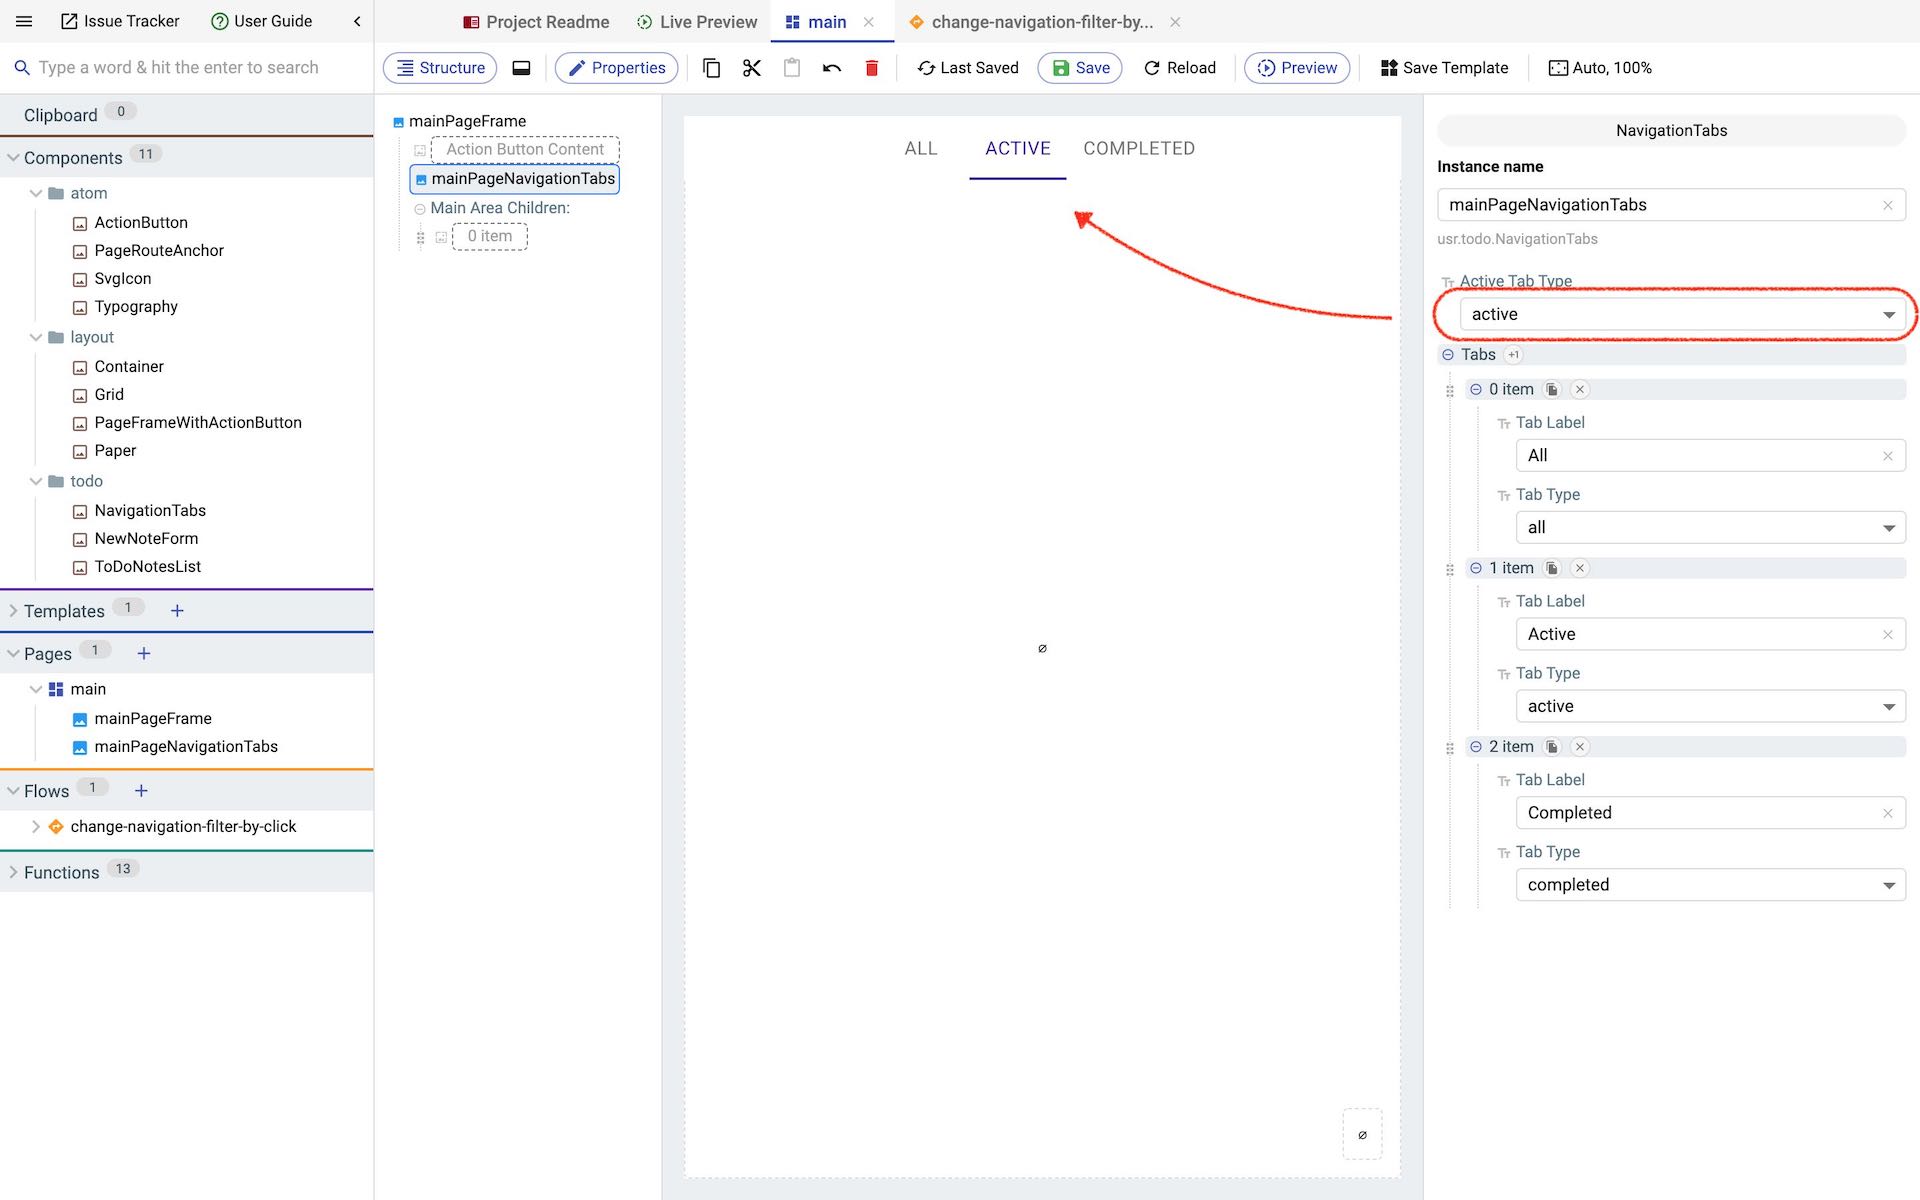 Issue Tracker
User Guide
Project Readme
Live Preview
main
change-navigation-filter-by...
Type a word & hit the enter to search
Structure
Properties
Last Saved
Save
Reload
Preview
Save Template
Auto, 100%
Clipboard 0
Components 11
atom
ActionButton
PageRouteAnchor
SvgIcon
Typography
layout
Container
Grid
PageFrameWithActionButton
Paper
todo
NavigationTabs
NewNoteForm
ToDoNotesList
Templates 1 +
Pages 1 +
main
mainPageFrame
mainPageNavigationTabs
Flows 1 +
change-navigation-filter-by-click
Functions 13
mainPageFrame
Action Button Content
mainPageNavigationTabs
Main Area Children:
0 item
ALL
ACTIVE
COMPLETED
NavigationTabs
Instance name
mainPageNavigationTabs
usr.todo.NavigationTabs
Active Tab Type
active
Tabs +1
0 item
Tab Label
All
Tab Type
all
1 item
Tab Label
Active
Tab Type
active
2 item
Tab Label
Completed
Tab Type
completed